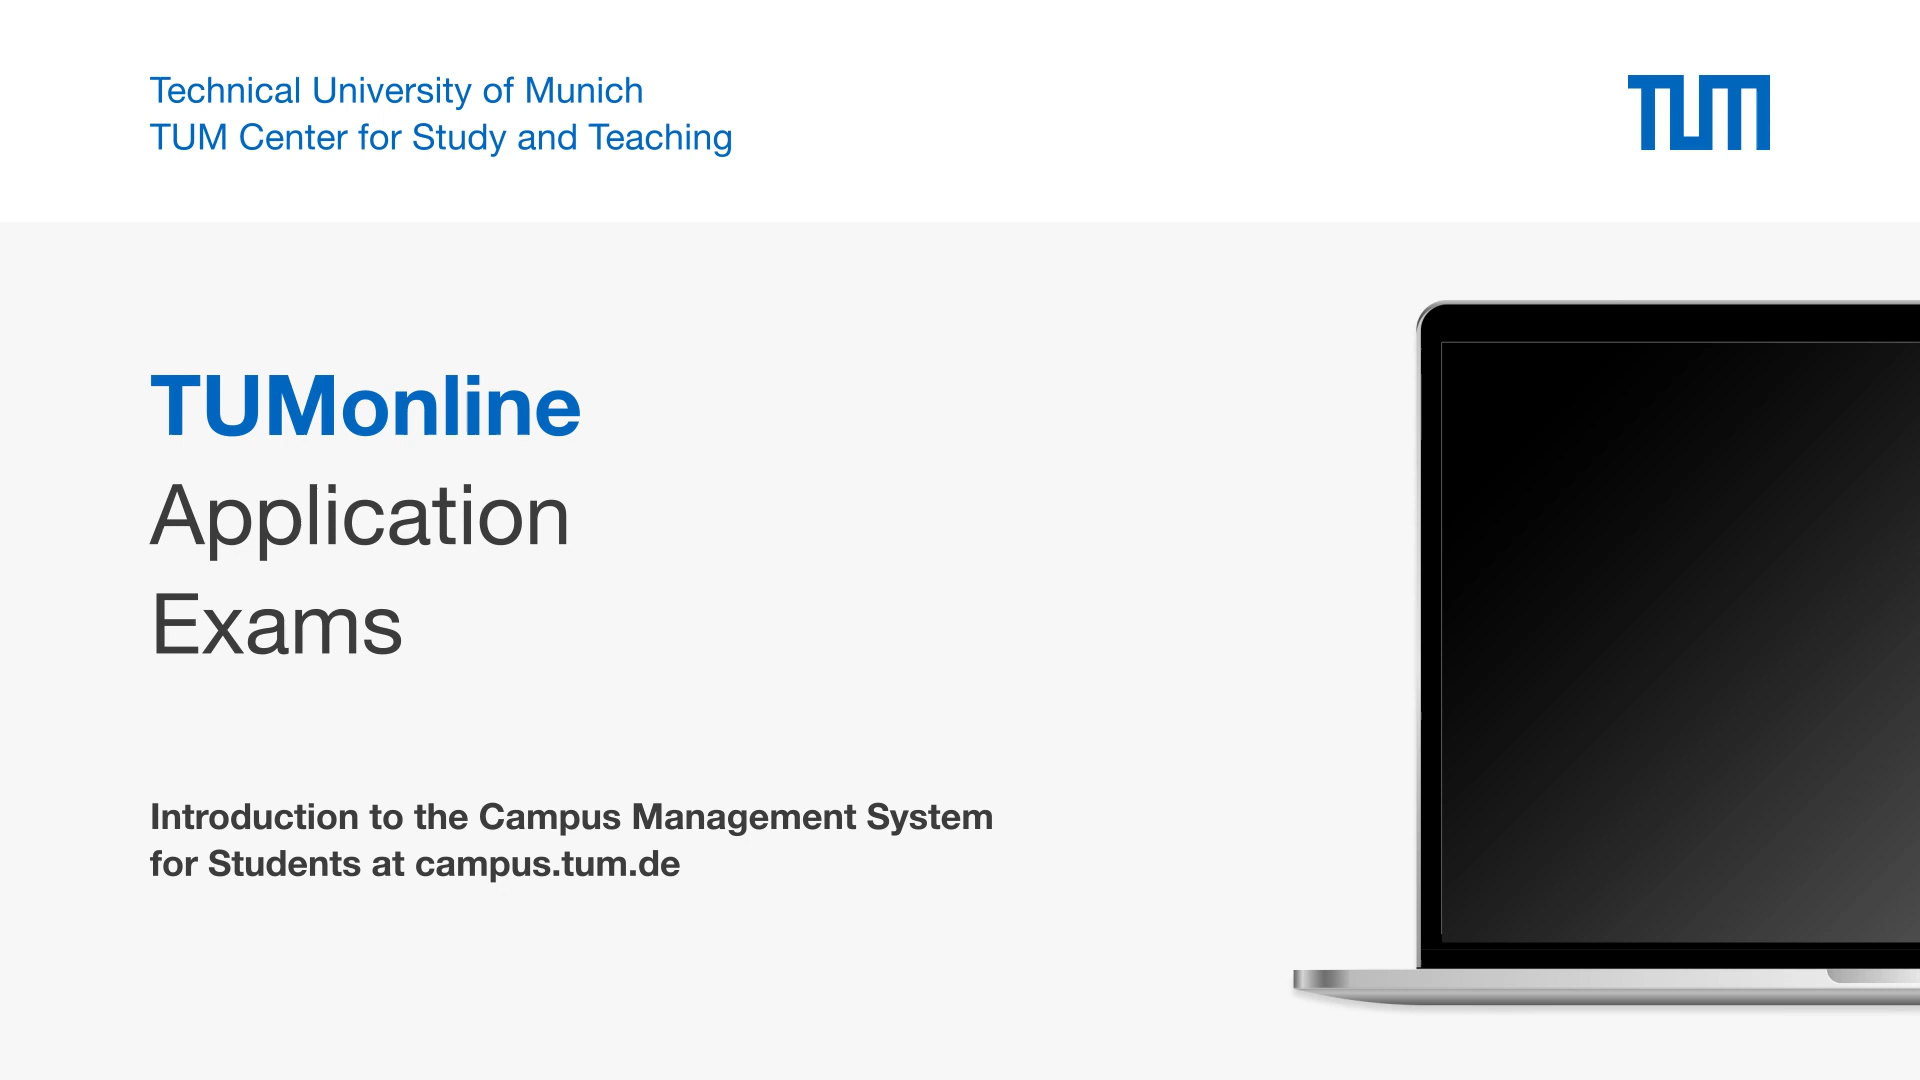 Technical University of Munich
TUM Center for Study and Teaching
TUM
TUMonline
Application
Exams
Introduction to the Campus Management System
for Students at campus.tum.de